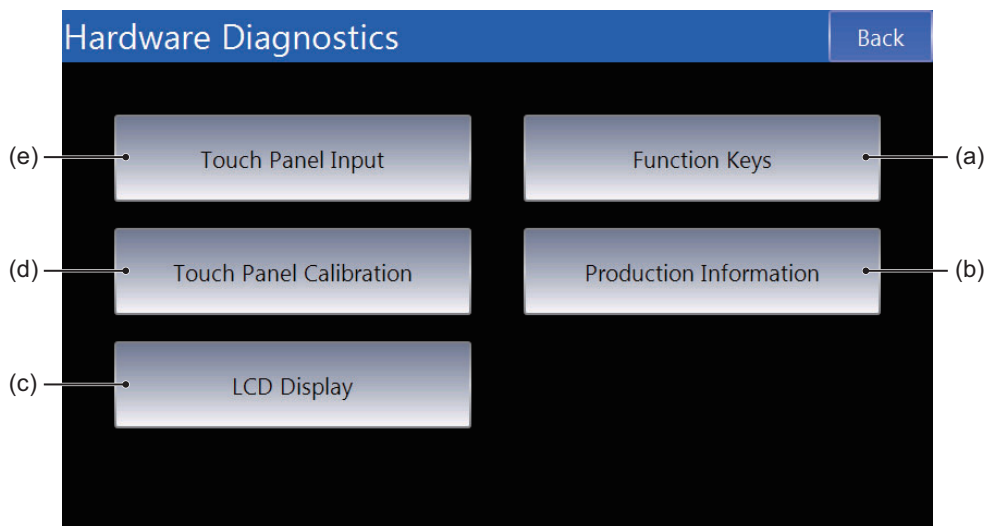 Hardware Diagnostics Back
(e) Touch Panel Input Function Keys (a)
(d) Touch Panel Calibration Production Information (b)
(c) LCD Display